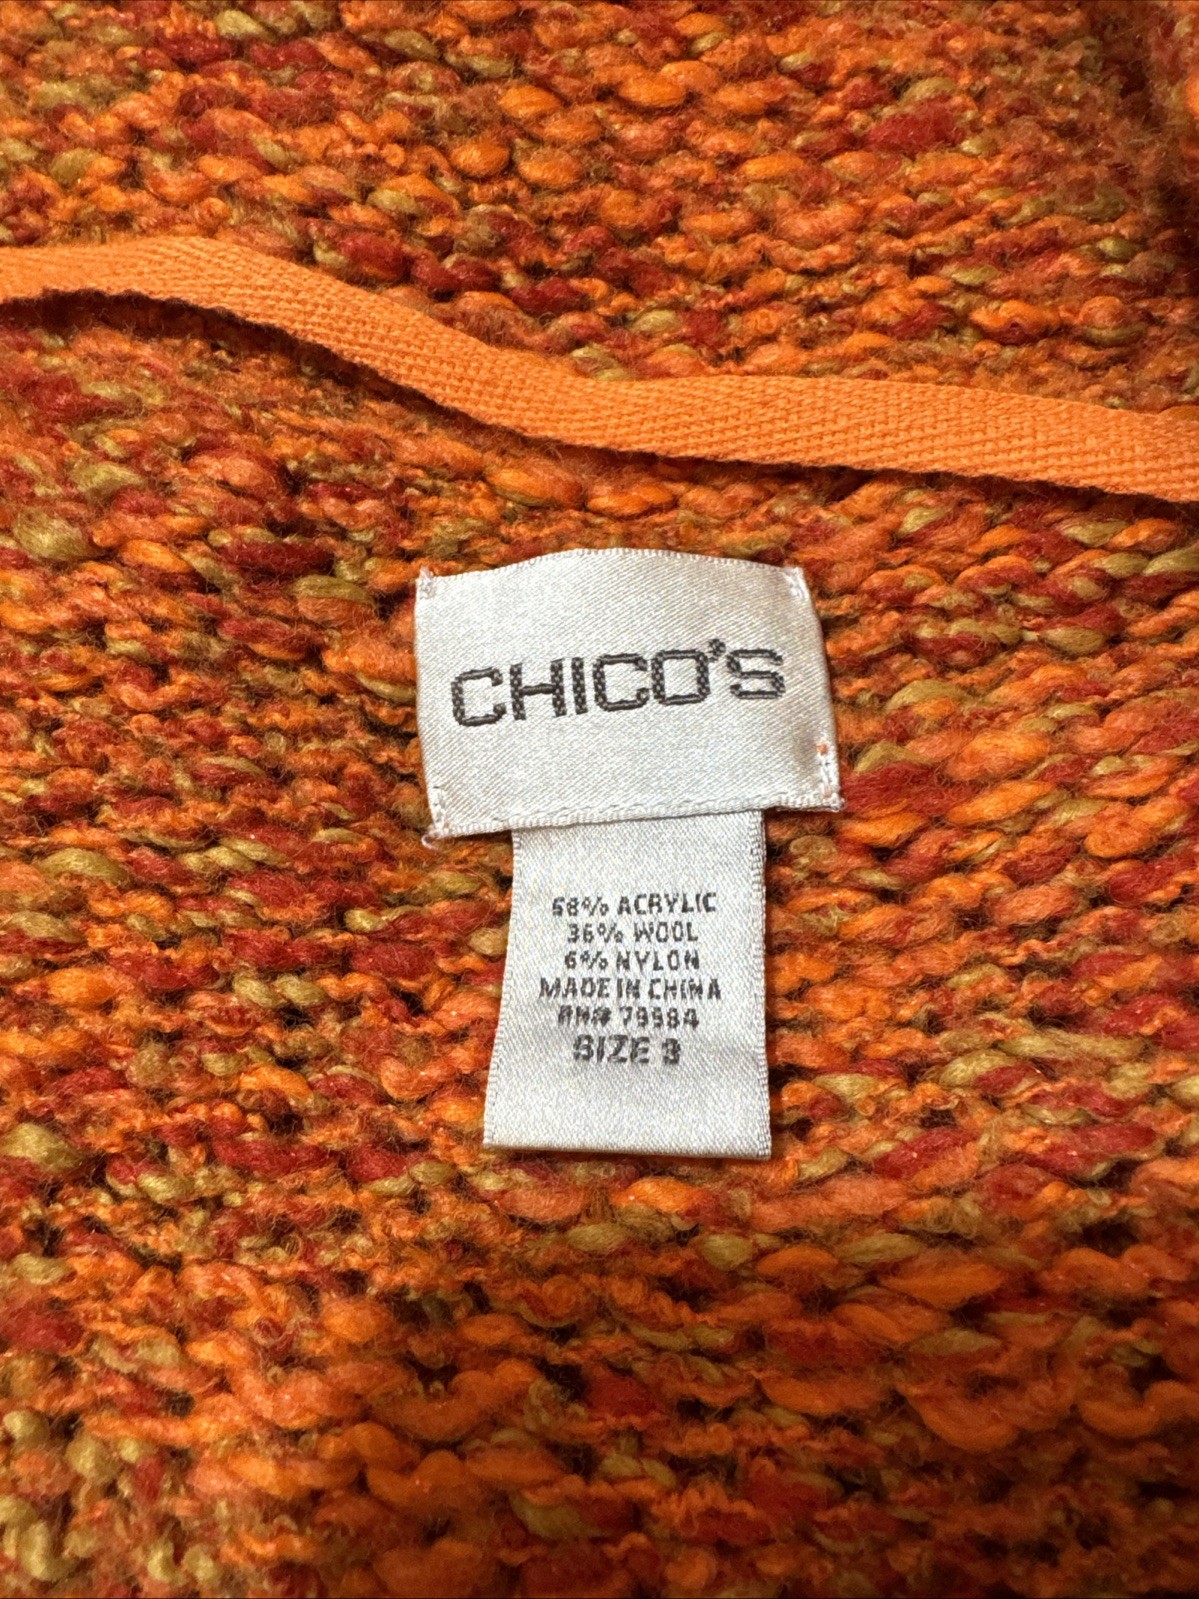 CHICO'S
58% ACRYLIC
36% WOOL
6% NYLON
MADE IN CHINA
RN# 79984
SIZE 3